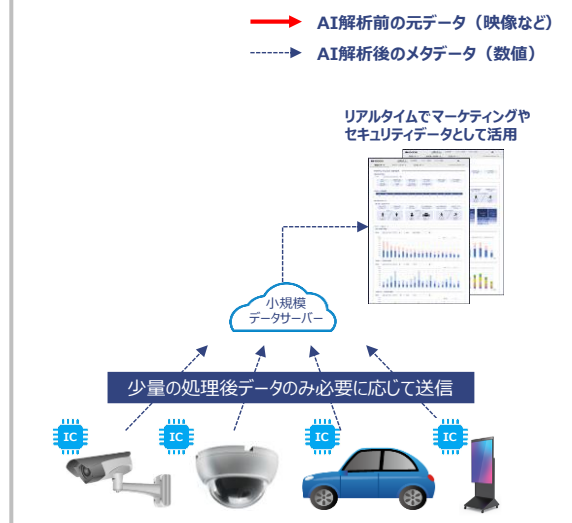 AI解析前の元データ（映像など）
AI解析後のメタデータ（数値）
リアルタイムでマーケティングや
セキュリティデータとして活用
小規模
データサーバー
少量の処理後データのみ必要に応じて送信
IC
IC
IC
IC